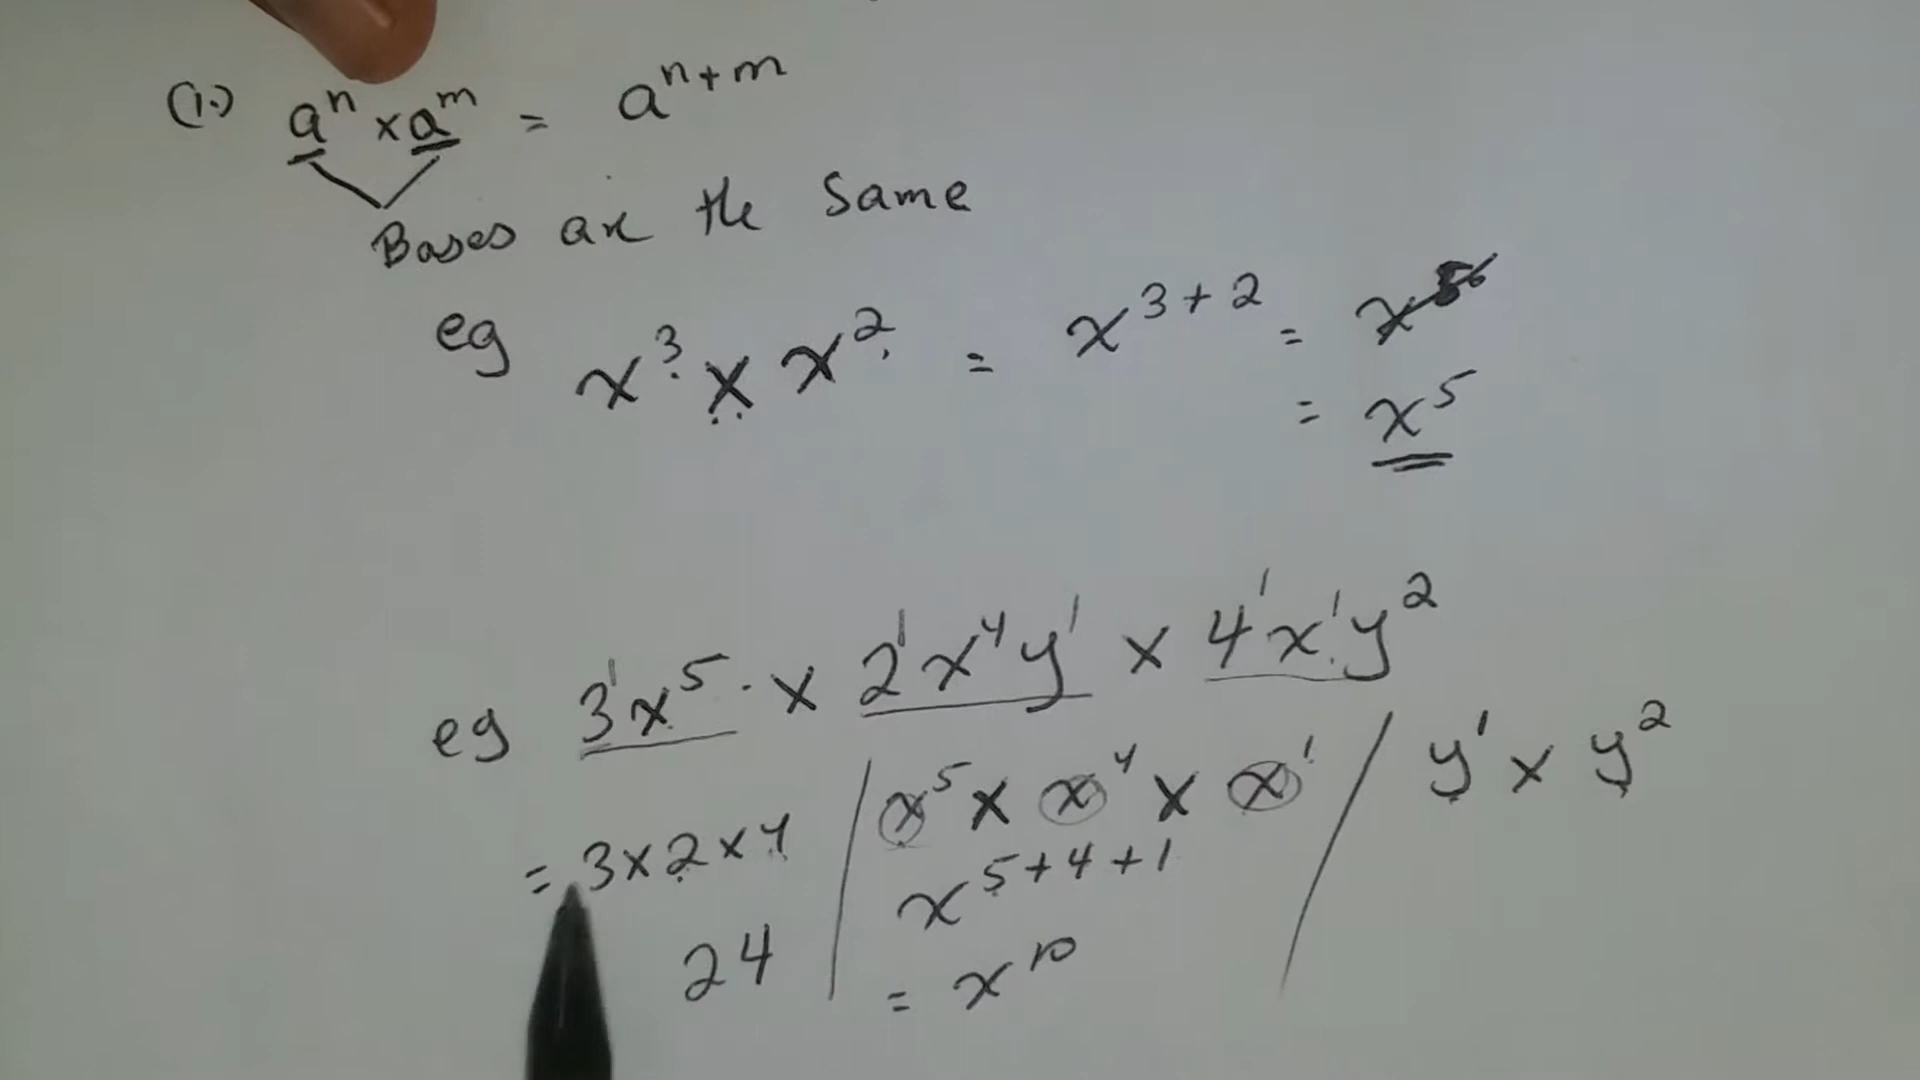 (1.) aⁿ × aᵐ = aⁿ⁺ᵐ
Bases are the Same
eg x³ × x² = x³⁺² =
= x⁵
eg 3¹x⁵ · × 2¹x⁴y¹ × 4¹x¹y²
= 3×2×4 / x⁵ × x⁴ × x¹ / y¹ × y²
x⁵⁺⁴⁺¹
24
= x¹⁰